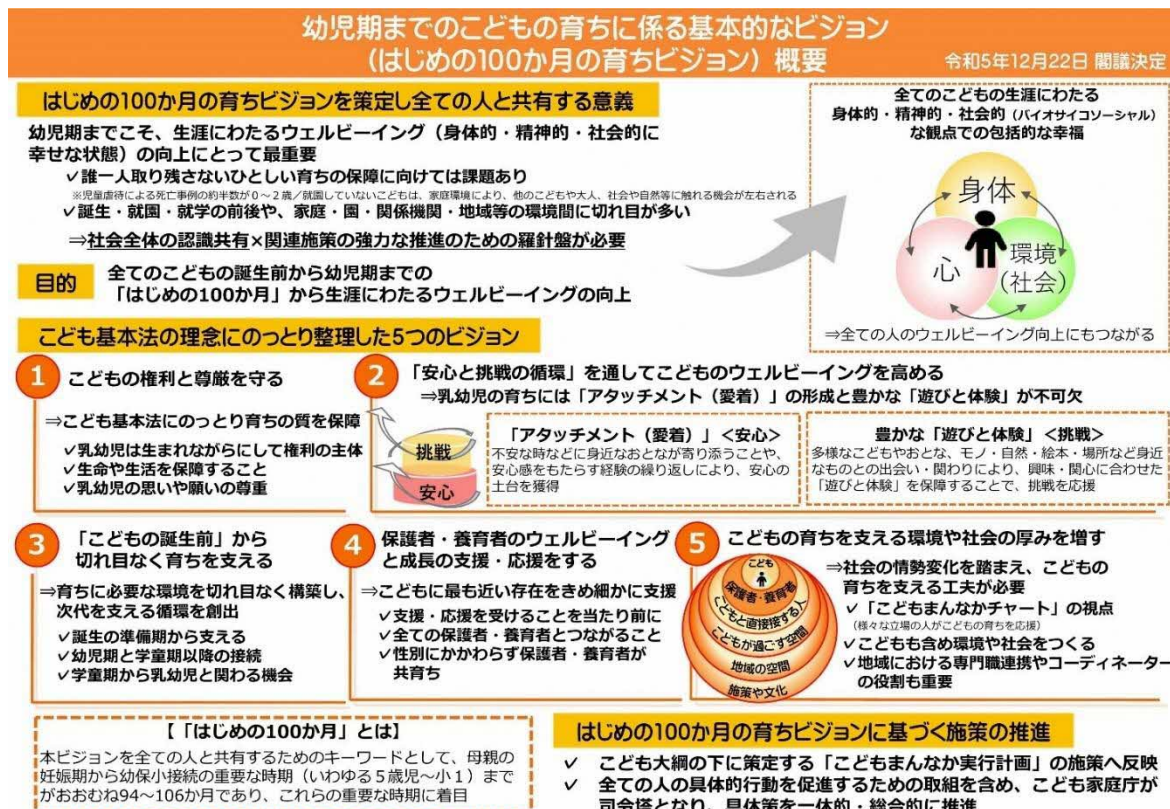 幼児期までのこどもの育ちに係る基本的なビジョン
(はじめの100か月の育ちビジョン) 概要
令和5年12月22日 閣議決定
はじめの100か月の育ちビジョンを策定し全ての人と共有する意義
幼児期までこそ、生涯にわたるウェルビーイング(身体的・精神的・社会的に
幸せな状態)の向上にとって最重要
✓誰一人取り残さないひとしい育ちの保障に向けては課題あり
※児童虐待による死亡事例の約半数が0~2歳/就園していないこどもは、家庭環境により、他のこどもや大人、社会や自然等に触れる機会が左右される
✓誕生・就園・就学の前後や、家庭・園・関係機関・地域等の環境間に切れ目が多い
⇒社会全体の認識共有×関連施策の強力な推進のための羅針盤が必要
目的
全てのこどもの誕生前から幼児期までの
「はじめの100か月」から生涯にわたるウェルビーイングの向上
全てのこどもの生涯にわたる
身体的・精神的・社会的(バイオサイコソーシャル)
な観点での包括的な幸福
身体
心
環境
(社会)
⇒全ての人のウェルビーイング向上にもつながる
こども基本法の理念にのっとり整理した5つのビジョン
1
こどもの権利と尊厳を守る
⇒こども基本法にのっとり育ちの質を保障
✓乳幼児は生まれながらにして権利の主体
✓生命や生活を保障すること
✓乳幼児の思いや願いの尊重
2
「安心と挑戦の循環」を通してこどものウェルビーイングを高める
⇒乳幼児の育ちには「アタッチメント(愛着)」の形成と豊かな「遊びと体験」が不可欠
挑戦
安心
「アタッチメント(愛着)」<安心>
不安な時などに身近なおとなが寄り添うことや、
安心感をもたらす経験の繰り返しにより、安心の
土台を獲得
豊かな「遊びと体験」<挑戦>
多様なこどもやおとな、モノ・自然・絵本・場所など身近
なものとの出会い・関わりにより、興味・関心に合わせた
「遊びと体験」を保障することで、挑戦を応援
3
「こどもの誕生前」から
切れ目なく育ちを支える
⇒育ちに必要な環境を切れ目なく構築し、
次代を支える循環を創出
✓誕生の準備期から支える
✓幼児期と学童期以降の接続
✓学童期から乳幼児と関わる機会
4
保護者・養育者のウェルビーイング
と成長の支援・応援をする
⇒こどもに最も近い存在をきめ細かに支援
✓支援・応援を受けることを当たり前に
✓全ての保護者・養育者とつながること
✓性別にかかわらず保護者・養育者が
共育ち
5
こどもの育ちを支える環境や社会の厚みを増す
こども
保護者・養育者
こどもと直接接する人
こどもが過ごす空間
地域の空間
施策や文化
⇒社会の情勢変化を踏まえ、こどもの
育ちを支える工夫が必要
✓「こどもまんなかチャート」の視点
(様々な立場の人がこどもの育ちを応援)
✓こどもも含め環境や社会をつくる
✓地域における専門職連携やコーディネーター
の役割も重要
【「はじめの100か月」とは】
本ビジョンを全ての人と共有するためのキーワードとして、母親の
妊娠期から幼保小接続の重要な時期(いわゆる5歳児~小1)まで
がおおむね94~106か月であり、これらの重要な時期に着目
はじめの100か月の育ちビジョンに基づく施策の推進
✓ こども大綱の下に策定する「こどもまんなか実行計画」の施策へ反映
✓ 全ての人の具体的行動を促進するための取組を含め、こども家庭庁が
司令塔となり、具体策を一体的・総合的に推進